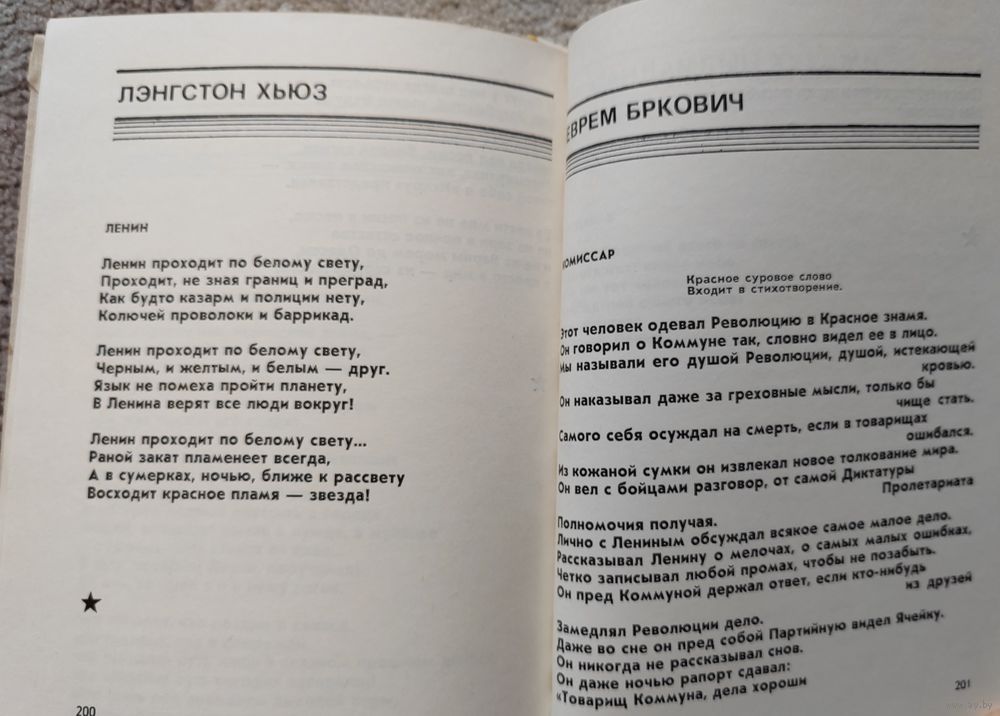 ЛЭНГСТОН ХЬЮЗ
ЛЕНИН
Ленин проходит по белому свету,
Проходит, не зная границ и преград,
Как будто казарм и полиции нету,
Колючей проволоки и баррикад.
Ленин проходит по белому свету,
Черным, и желтым, и белым — друг.
Язык не помеха пройти планету,
В Ленина верят все люди вокруг!
Ленин проходит по белому свету...
Раной закат пламенеет всегда,
А в сумерках, ночью, ближе к рассвету
Восходит красное пламя — звезда!
200
ЕВРЕМ БРКОВИЧ
КОМИССАР
Красное суровое слово
Входит в стихотворение.
Этот человек одевал Революцию в Красное знамя.
Он говорил о Коммуне так, словно видел ее в лицо.
Мы называли его душой Революции, душой, истекающей
кровью.
Он наказывал даже за греховные мысли, только бы
чище стать.
Самого себя осуждал на смерть, если в товарищах
ошибался.
Из кожаной сумки он извлекал новое толкование мира.
Он вел с бойцами разговор, от самой Диктатуры
Пролетариата
Полномочия получая.
Лично с Лениным обсуждал всякое самое малое дело.
Рассказывал Ленину о мелочах, о самых малых ошибках,
Четко записывал любой промах, чтобы не позабыть.
Он пред Коммуной держал ответ, если кто-нибудь
из друзей
Замедлял Революции дело.
Даже во сне он пред собой Партийную видел Ячейку.
Он никогда не рассказывал снов.
Он даже ночью рапорт сдавал:
«Товарищ Коммуна, дела хороши
201
www.ay.by